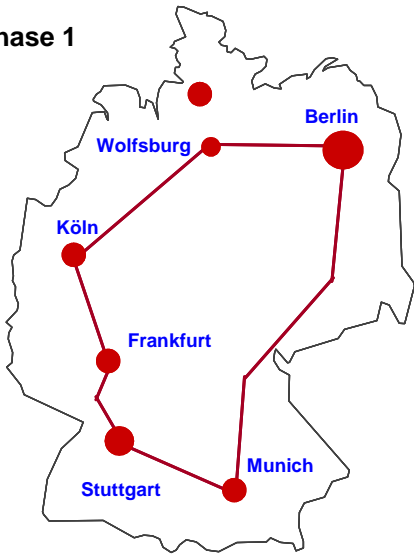 hase 1
Berlin
Wolfsburg
Köln
Frankfurt
Munich
Stuttgart